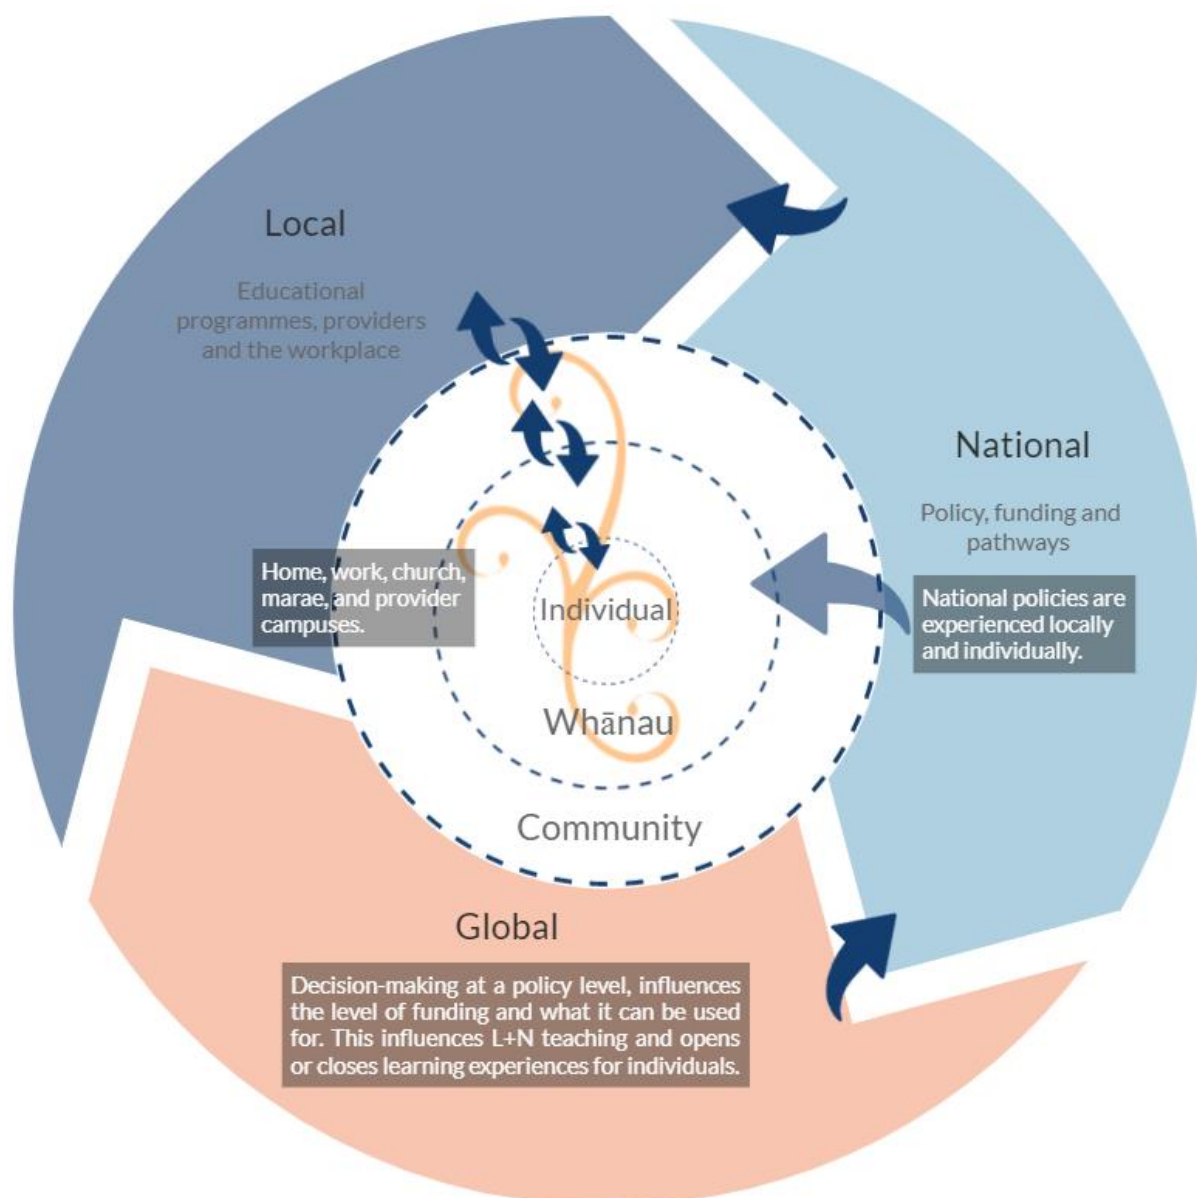 Local
Educational
programmes, providers
and the workplace
National
Policy, funding and
pathways
National policies are
experienced locally
and individually.
Home, work, church,
marae, and provider
campuses.
Individual
Whānau
Community
Global
Decision-making at a policy level, influences
the level of funding and what it can be used
for. This influences L+N teaching and opens
or closes learning experiences for individuals.